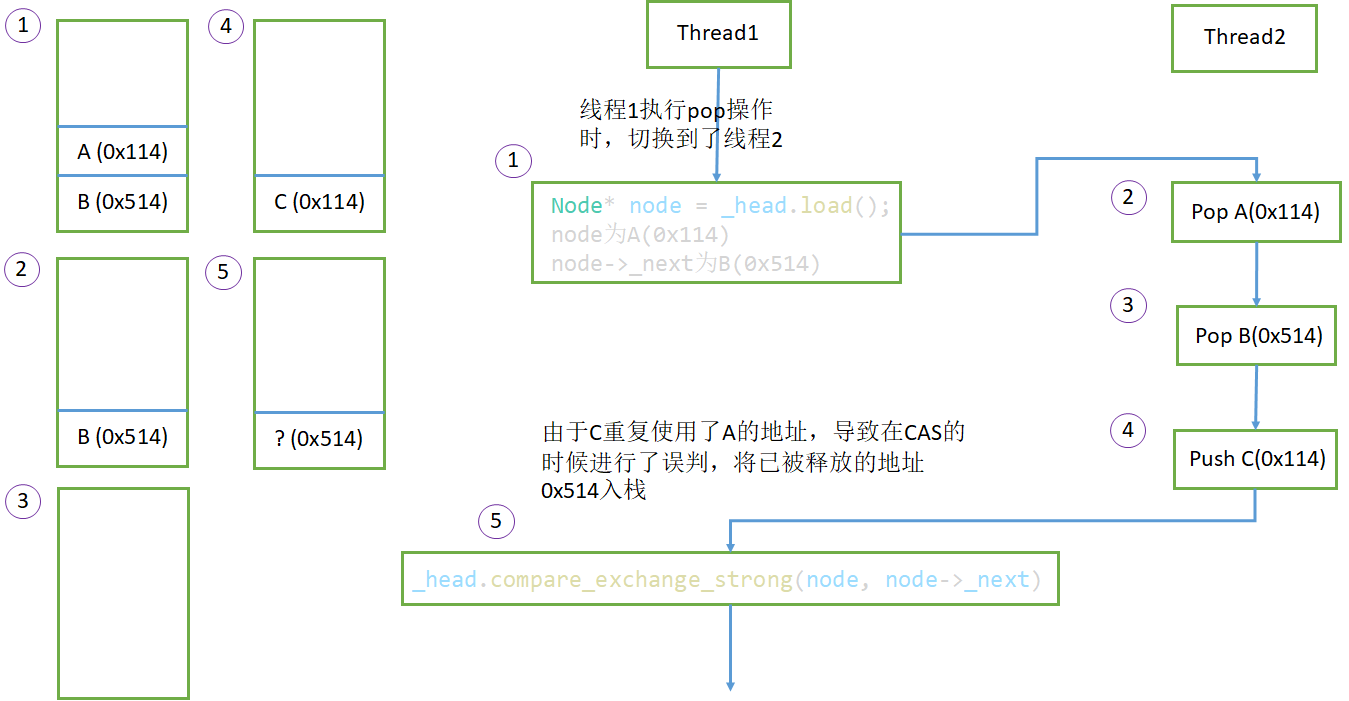 ①
A (0x114)
B (0x514)
④
C (0x114)
②
B (0x514)
⑤
? (0x514)
③
Thread1
线程1执行pop操作
时，切换到了线程2
①
Node* node = _head.load();
node为A(0x114)
node->_next为B(0x514)
Thread2
②
Pop A(0x114)
③
Pop B(0x514)
④
Push C(0x114)
由于C重复使用了A的地址，导致在CAS的
时候进行了误判，将已被释放的地址
0x514入栈
⑤
_head.compare_exchange_strong(node, node->_next)